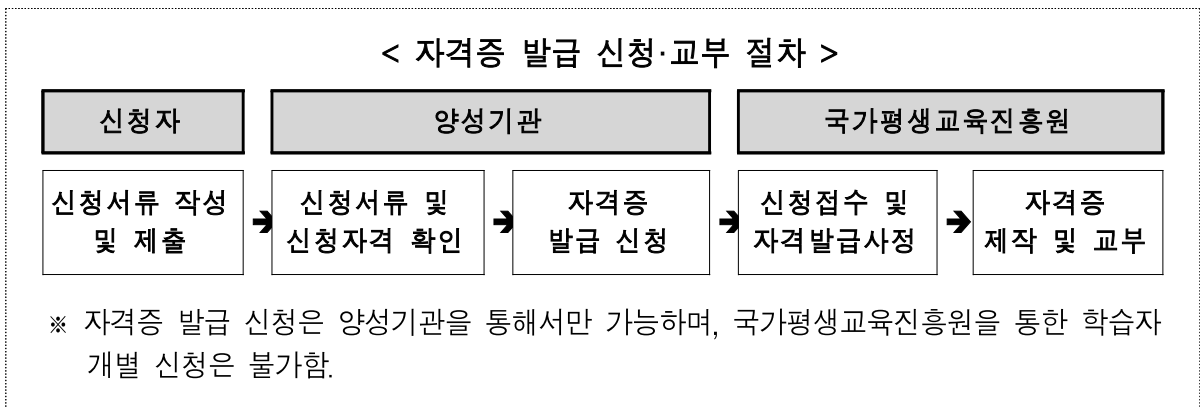 < 자격증 발급 신청·교부 절차 >
신청자
양성기관
국가평생교육진흥원
신청서류 작성
및 제출
➔
신청서류 및
신청자격 확인
➔
자격증
발급 신청
➔
신청접수 및
자격발급사정
➔
자격증
제작 및 교부
※ 자격증 발급 신청은 양성기관을 통해서만 가능하며, 국가평생교육진흥원을 통한 학습자
개별 신청은 불가함.